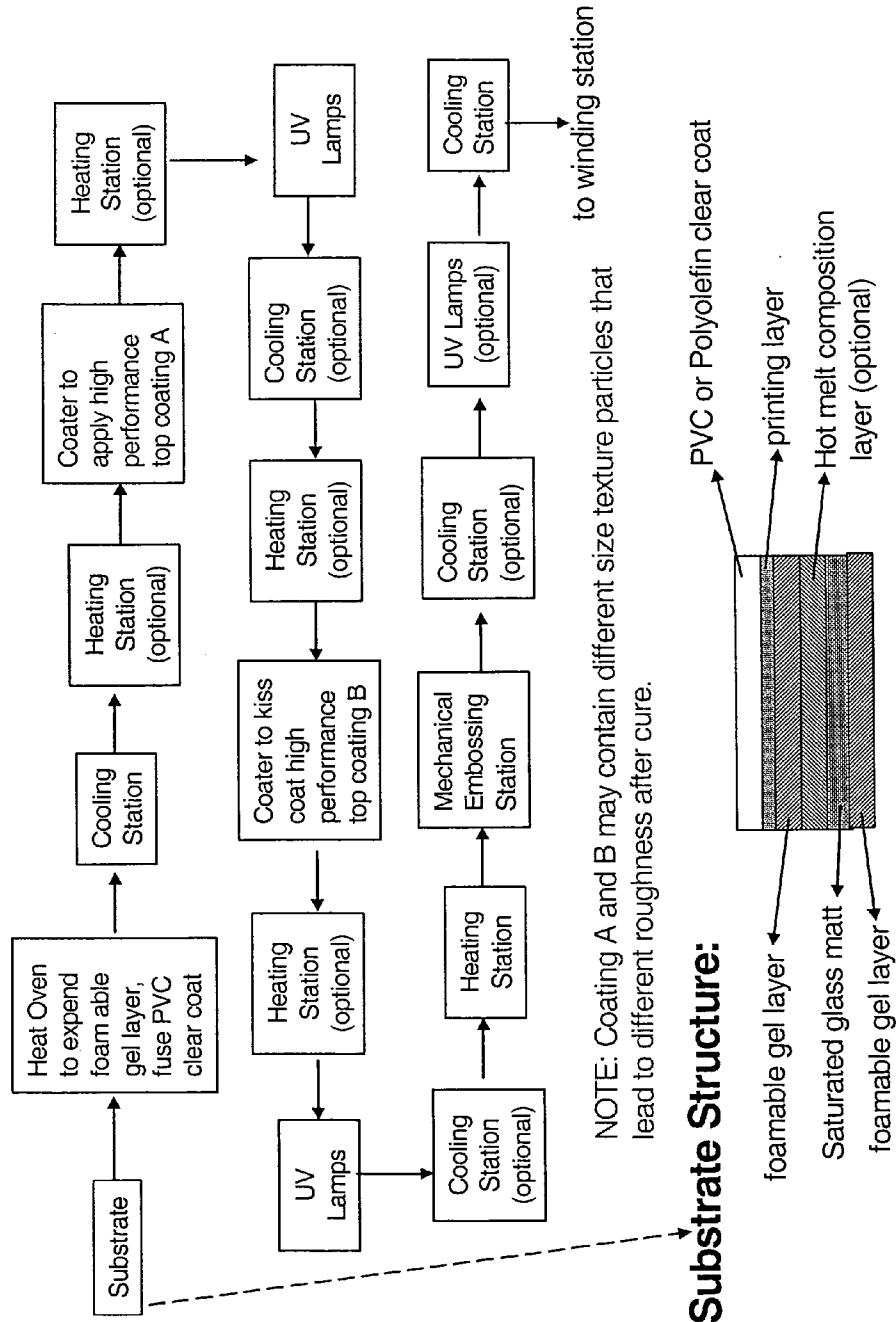 Substrate
Heat Oven
to expend
foam able
gel layer,
fuse PVC
clear coat
Cooling
Station
Heating
Station
(optional)
Coater to
apply high
performance
top coating A
Heating
Station
(optional)
UV
Lamps
Cooling
Station
(optional)
Heating
Station
(optional)
Coater to kiss
coat high
performance
top coating B
Heating
Station
(optional)
UV
Lamps
Cooling
Station
(optional)
Heating
Station
Mechanical
Embossing
Station
Cooling
Station
(optional)
UV Lamps
(optional)
Cooling
Station
to winding station
NOTE: Coating A and B may contain different size texture particles that
lead to different roughness after cure.
Substrate Structure:
foamable gel layer
Saturated glass matt
foamable gel layer
PVC or Polyolefin clear coat
printing layer
Hot melt composition
layer (optional)